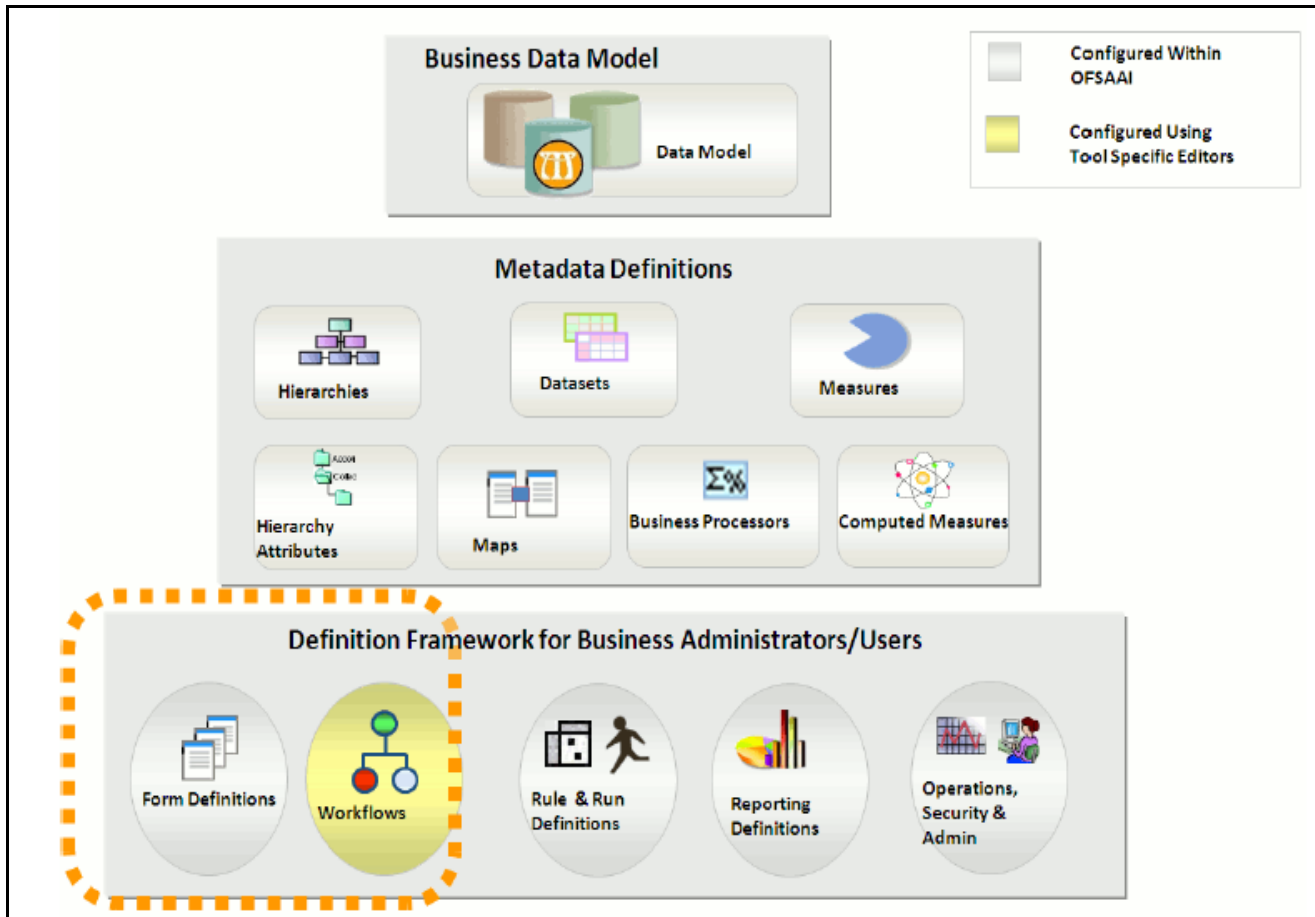 Business Data Model
Data Model
Configured Within
OFSAAI
Configured Using
Tool Specific Editors
Metadata Definitions
Hierarchies
Datasets
Measures
Accou
Collec
Hierarchy
Attributes
Maps
Σ%
Business Processors
Computed Measures
Definition Framework for Business Administrators/Users
Form Definitions
Workflows
Rule & Run
Definitions
Reporting
Definitions
Operations,
Security &
Admin